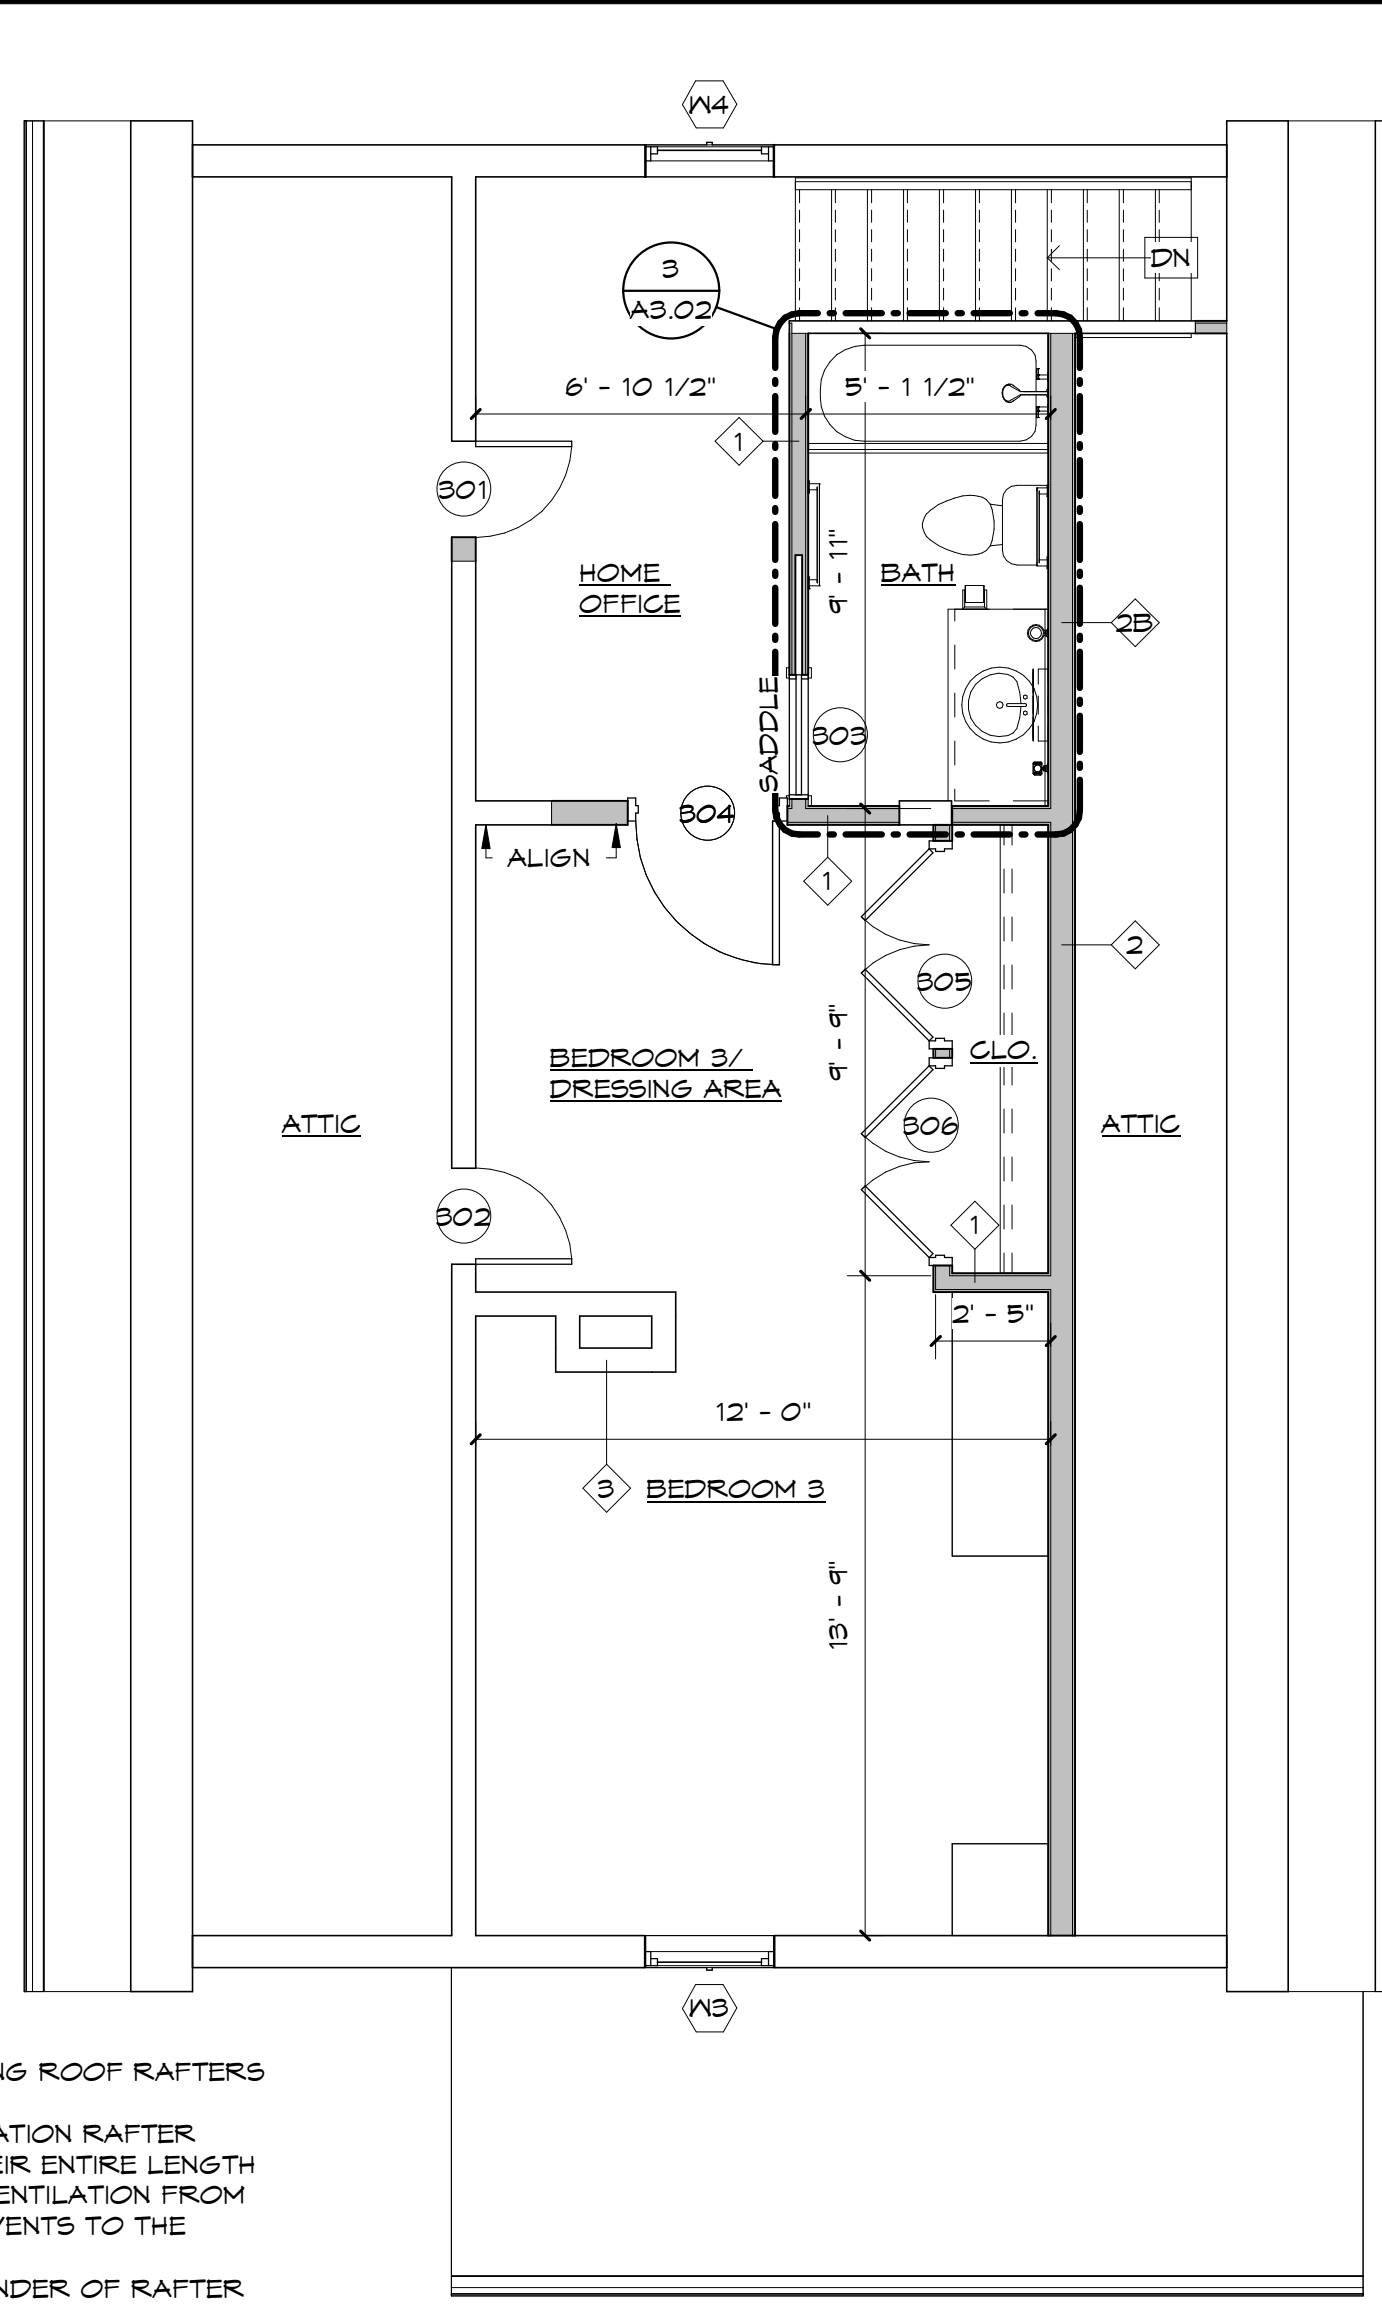 W4
DN
3
A3.02
6' - 10 1/2"
5' - 1 1/2"
1
301
9' - 11"
HOME
OFFICE
BATH
2B
SADDLE
303
304
ALIGN
1
2
305
9' - 9"
CLO.
BEDROOM 3/
DRESSING AREA
306
ATTIC
ATTIC
302
1
2' - 5"
12' - 0"
3
BEDROOM 3
13' - 9"
W3
NG ROOF RAFTERS
ATION RAFTER
EIR ENTIRE LENGTH
ENTILATION FROM
VENTS TO THE
NDER OF RAFTER